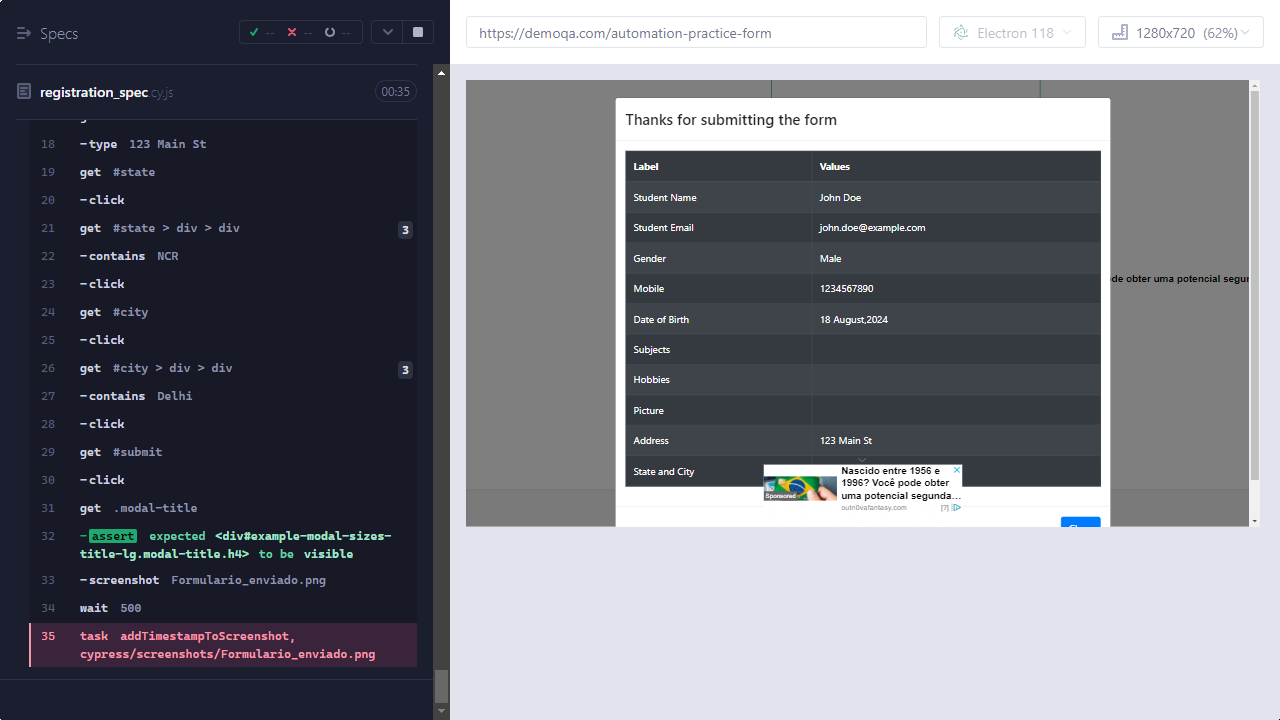 Specs
--
--
--
https://demoqa.com/automation-practice-form
Electron 118
1280x720 (62%)
registration_spec.cy.js
00:35
18 -type 123 Main St
19 get #state
20 -click
21 get #state > div > div 3
22 -contains NCR
23 -click
24 get #city
25 -click
26 get #city > div > div 3
27 -contains Delhi
28 -click
29 get #submit
30 -click
31 get .modal-title
32 -assert expected <div#example-modal-sizes-
title-lg.modal-title.h4> to be visible
33 -screenshot Formulario_enviado.png
34 wait 500
35 task addTimestampToScreenshot,
cypress/screenshots/Formulario_enviado.png
Thanks for submitting the form
Label Values
Student Name John Doe
Student Email john.doe@example.com
Gender Male
Mobile 1234567890
Date of Birth 18 August,2024
Subjects
Hobbies
Picture
Address 123 Main St
State and City
de obter uma potencial segur
Nascido entre 1956 e
1996? Você pode obter
uma potencial segunda...
outn0vafantasy.com
Sponsored
[?]